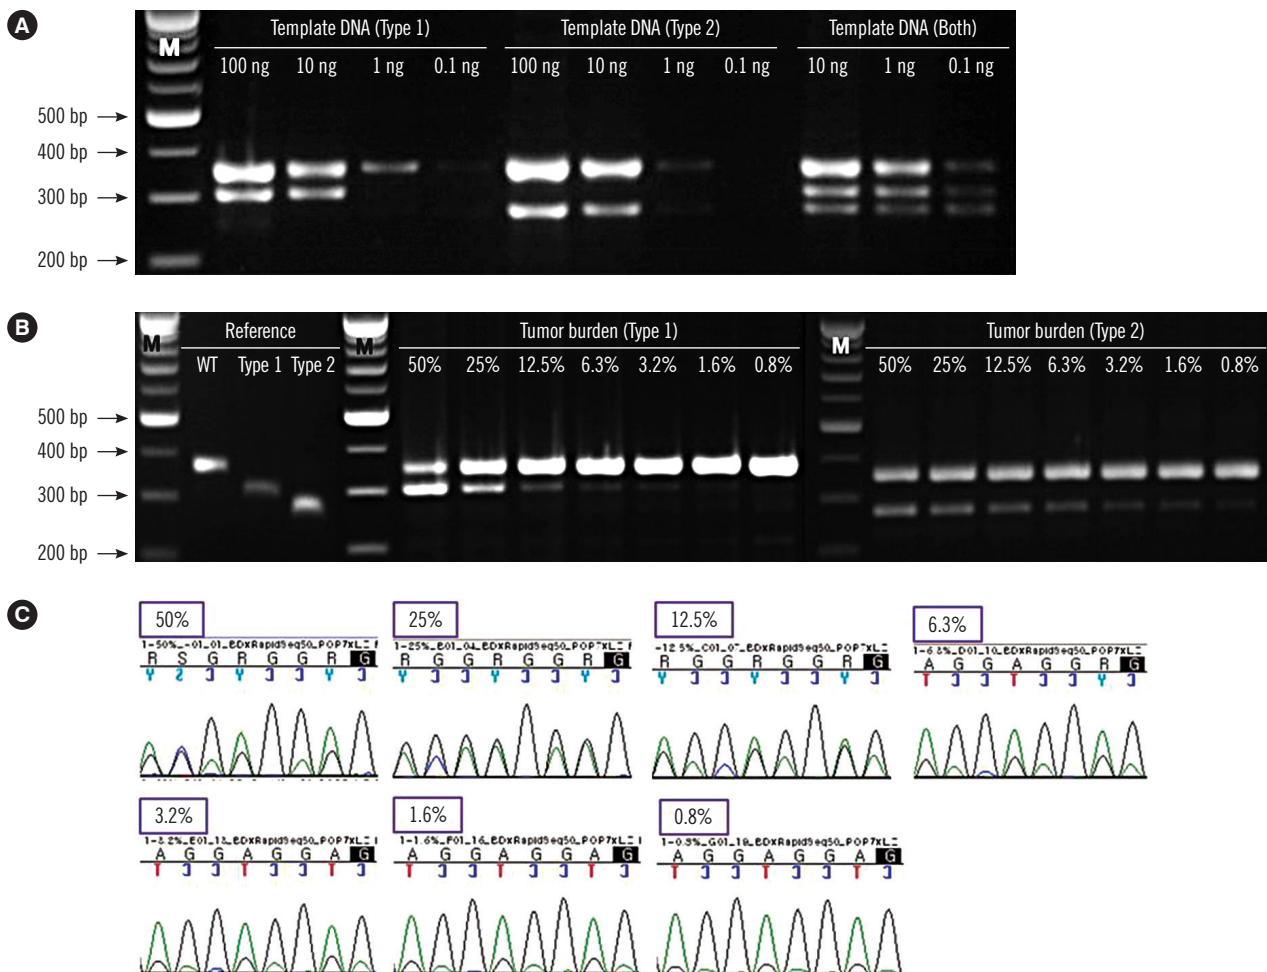 A
M
Template DNA (Type 1)
Template DNA (Type 2)
Template DNA (Both)
100 ng 10 ng 1 ng 0.1 ng
100 ng 10 ng 1 ng 0.1 ng
10 ng 1 ng 0.1 ng
500 bp
400 bp
300 bp
200 bp
B
M
Reference
WT Type 1 Type 2
M
Tumor burden (Type 1)
50% 25% 12.5% 6.3% 3.2% 1.6% 0.8%
M
Tumor burden (Type 2)
50% 25% 12.5% 6.3% 3.2% 1.6% 0.8%
500 bp
400 bp
300 bp
200 bp
C
50%
R S G R G G R G
25%
R G G R G G R G
12.5%
R G G R G G R G
6.3%
A G G A G G R G
3.2%
A G G A G G A G
1.6%
A G G A G G A G
0.8%
A G G A G G A G